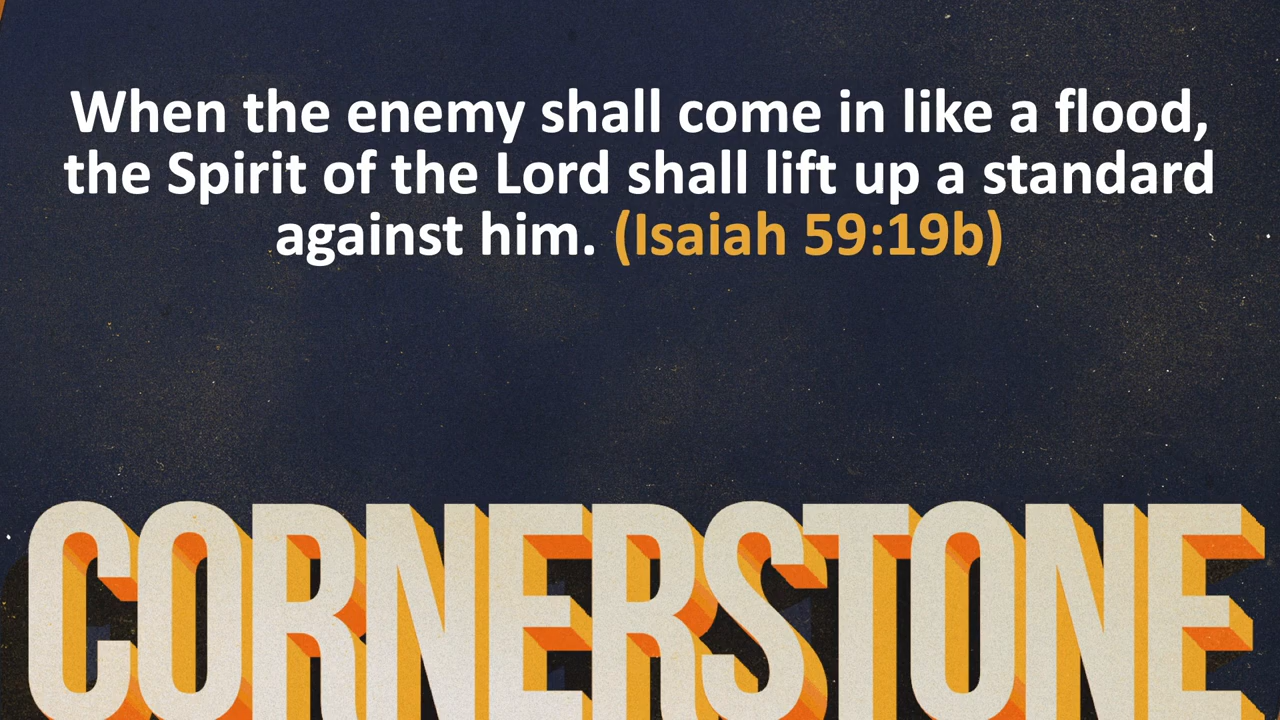 When the enemy shall come in like a flood,
the Spirit of the Lord shall lift up a standard
against him. (Isaiah 59:19b)
CORNERSTONE